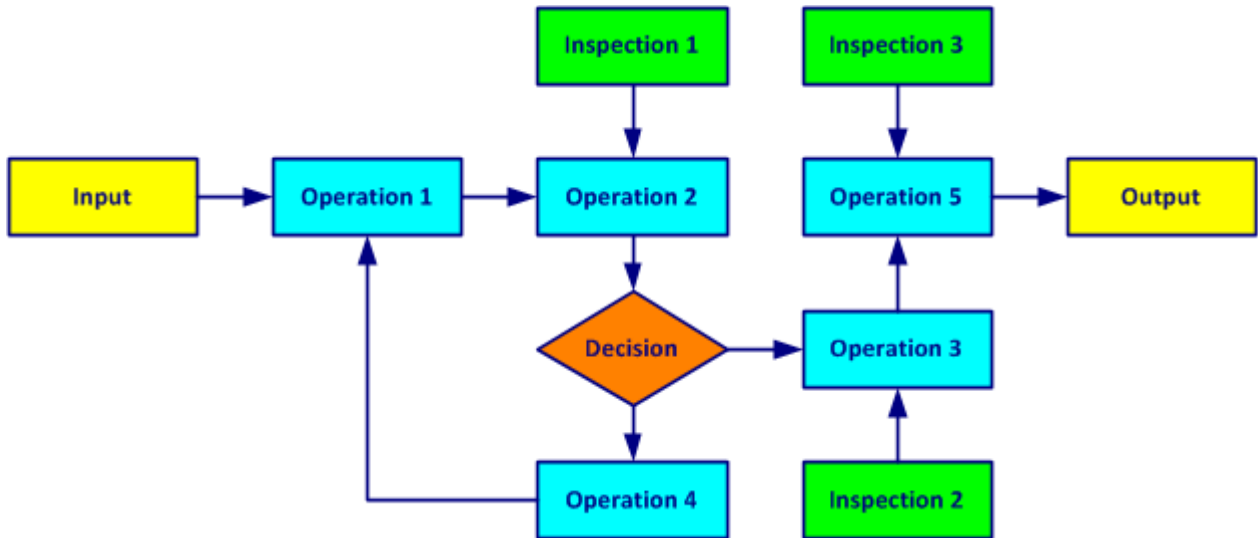 Inspection 1
Inspection 3
Input
Operation 1
Operation 2
Operation 5
Output
Decision
Operation 3
Operation 4
Inspection 2